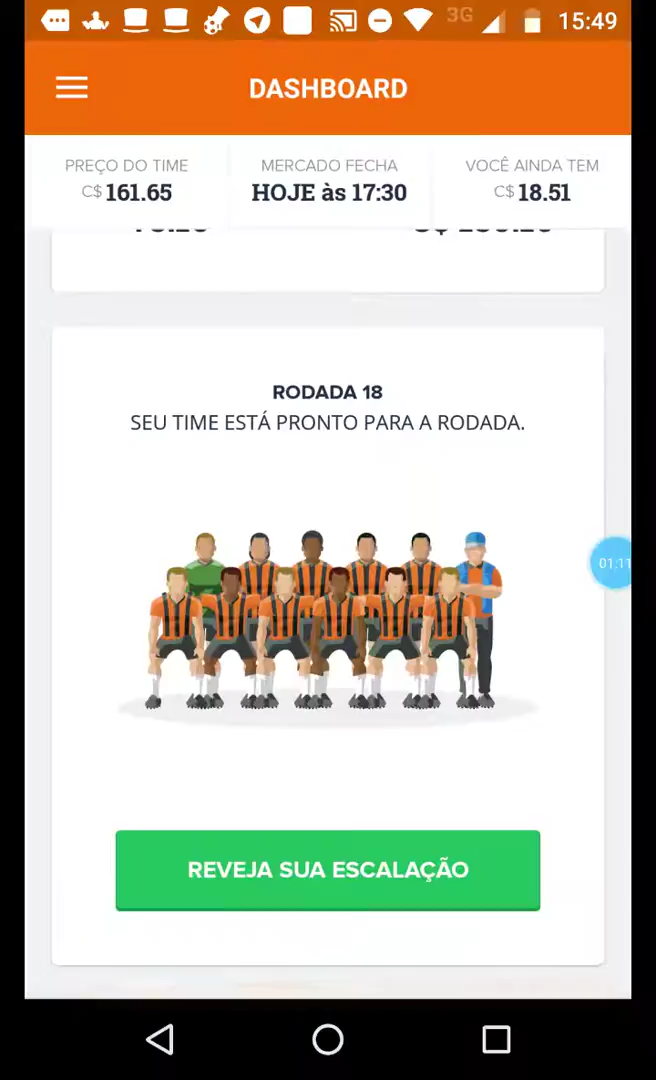 3G 15:49
DASHBOARD
PREÇO DO TIME
C$ 161.65
MERCADO FECHA
HOJE às 17:30
VOCÊ AINDA TEM
C$ 18.51
RODADA 18
SEU TIME ESTÁ PRONTO PARA A RODADA.
01:11
REVEJA SUA ESCALAÇÃO